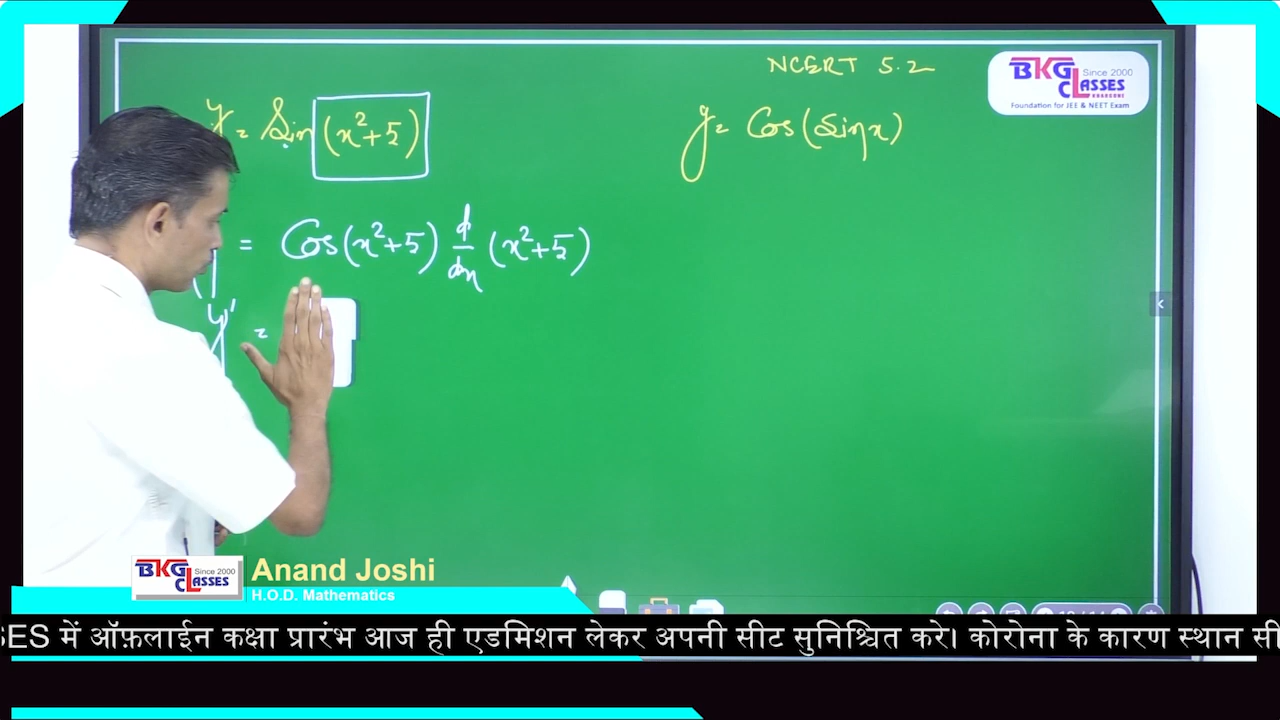 NCERT 5.2
BKG CLASSES KHARGONE
Since 2000
Foundation for JEE & NEET Exam
y = Sin (x²+5)
y = Cos (Sin x)
= Cos (x²+5) d/dx (x²+5)
y' =
BKG CLASSES
Since 2000
Anand Joshi
H.O.D. Mathematics
SES में ऑफ़लाईन कक्षा प्रारंभ आज ही एडमिशन लेकर अपनी सीट सुनिश्चित करे। कोरोना के कारण स्थान सी